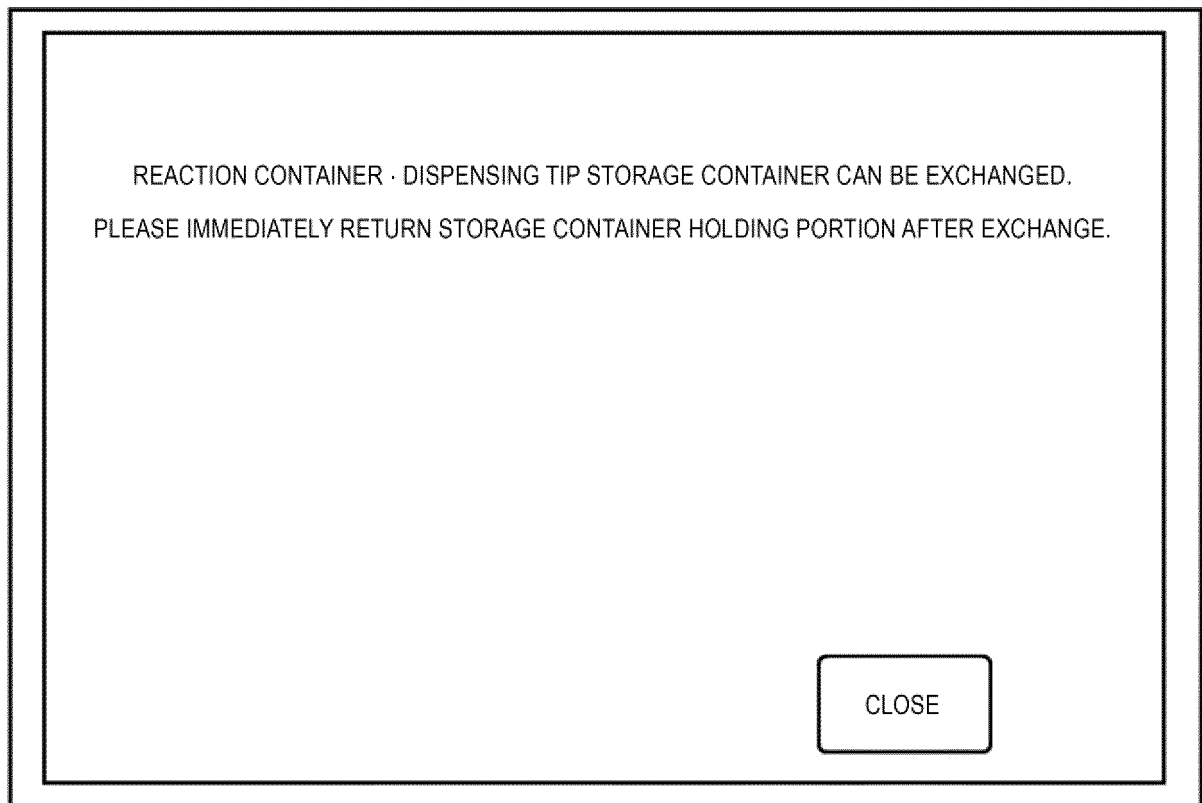 REACTION CONTAINER · DISPENSING TIP STORAGE CONTAINER CAN BE EXCHANGED.
PLEASE IMMEDIATELY RETURN STORAGE CONTAINER HOLDING PORTION AFTER EXCHANGE.
CLOSE